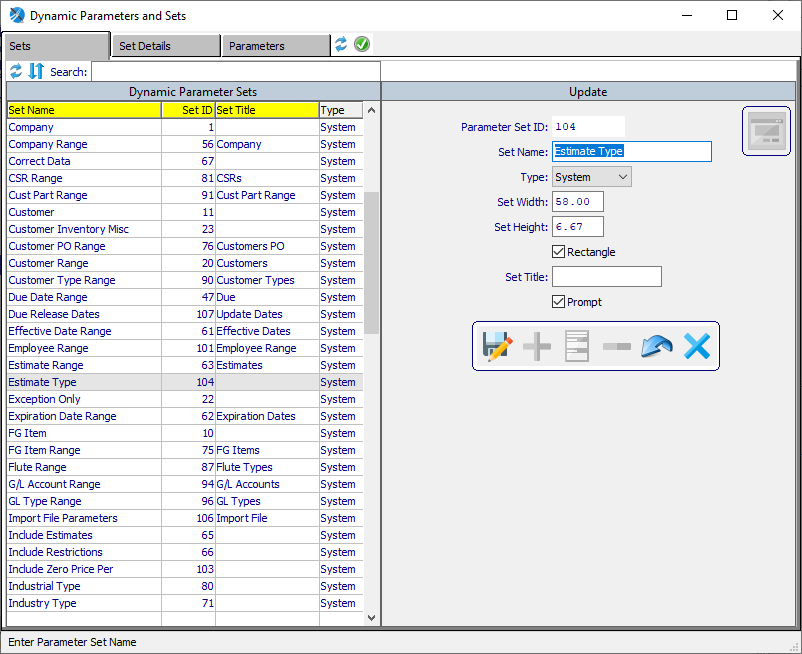 Dynamic Parameters and Sets
Sets Set Details Parameters
Search:
Dynamic Parameter Sets
Set Name Set ID Set Title Type
Company 1 System
Company Range 56 Company System
Correct Data 67 System
CSR Range 81 CSRs System
Cust Part Range 91 Cust Part Range System
Customer 11 System
Customer Inventory Misc 23 System
Customer PO Range 76 Customers PO System
Customer Range 20 Customers System
Customer Type Range 90 Customer Types System
Due Date Range 47 Due System
Due Release Dates 107 Update Dates System
Effective Date Range 61 Effective Dates System
Employee Range 101 Employee Range System
Estimate Range 63 Estimates System
Estimate Type 104 System
Exception Only 22 System
Expiration Date Range 62 Expiration Dates System
FG Item 10 System
FG Item Range 75 FG Items System
Flute Range 87 Flute Types System
G/L Account Range 94 G/L Accounts System
GL Type Range 96 GL Types System
Import File Parameters 106 Import File System
Include Estimates 65 System
Include Restrictions 66 System
Include Zero Price Per 103 System
Industrial Type 80 System
Industry Type 71 System
Update
Parameter Set ID: 104
Set Name: Estimate Type
Type: System
Set Width: 58.00
Set Height: 6.67
Rectangle
Set Title:
Prompt
Enter Parameter Set Name